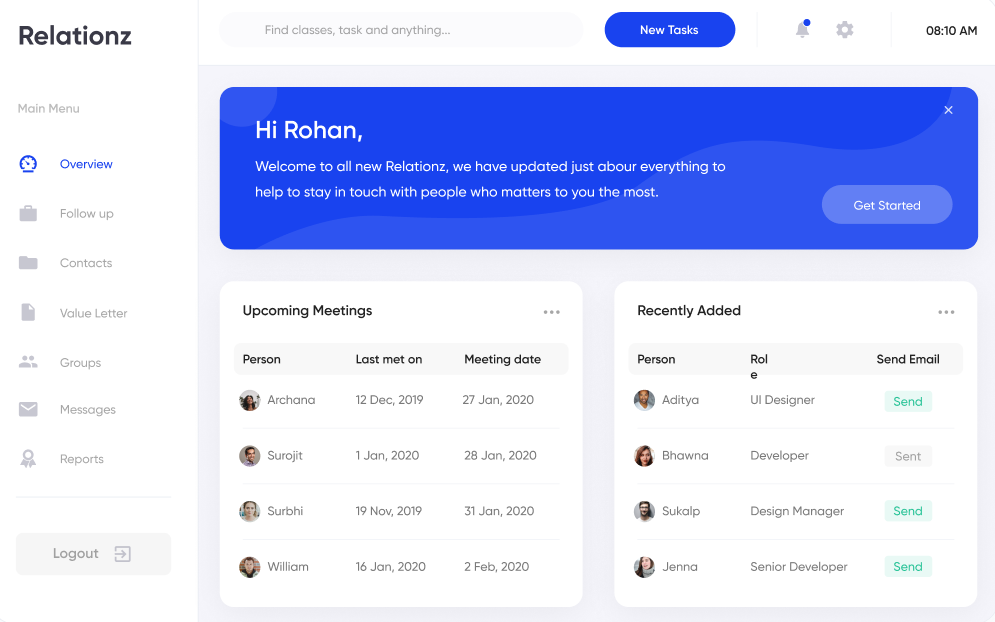 Relationz
Find classes, task and anything...
New Tasks
08:10 AM
Main Menu
Overview
Follow up
Contacts
Value Letter
Groups
Messages
Reports
Logout
Hi Rohan,
Welcome to all new Relationz, we have updated just abour everything to
help to stay in touch with people who matters to you the most.
Get Started
Upcoming Meetings
Person Last met on Meeting date
Archana 12 Dec, 2019 27 Jan, 2020
Surojit 1 Jan, 2020 28 Jan, 2020
Surbhi 19 Nov, 2019 31 Jan, 2020
William 16 Jan, 2020 2 Feb, 2020
Recently Added
Person Rol Send Email
e
Aditya UI Designer Send
Bhawna Developer Sent
Sukalp Design Manager Send
Jenna Senior Developer Send